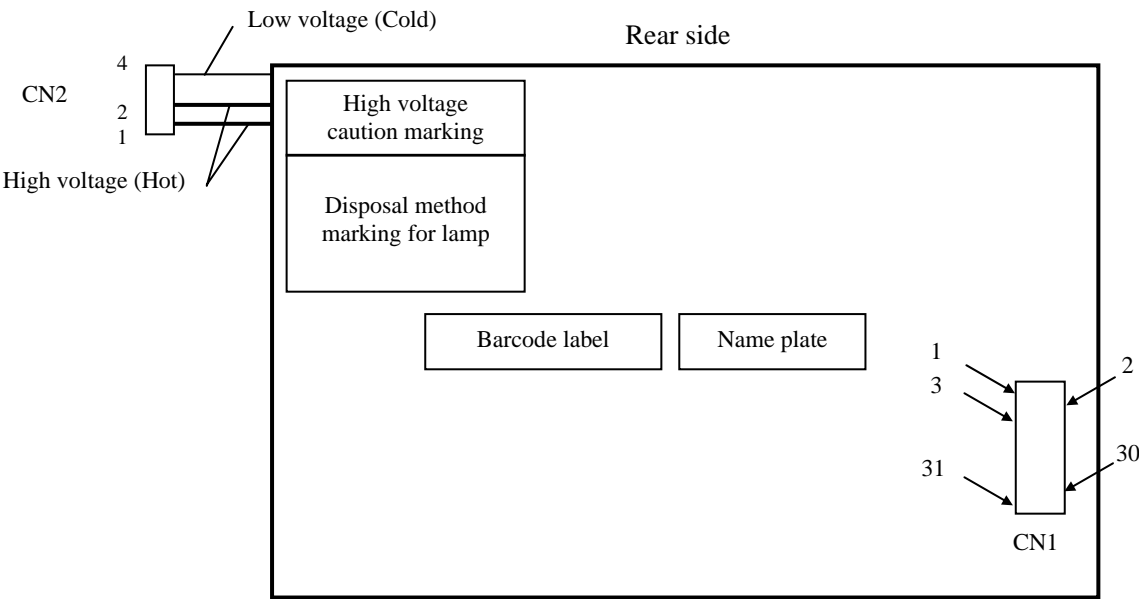 Low voltage (Cold)
Rear side
4
CN2
2
1
High voltage (Hot)
High voltage
caution marking
Disposal method
marking for lamp
Barcode label
Name plate
1
2
3
31
30
CN1